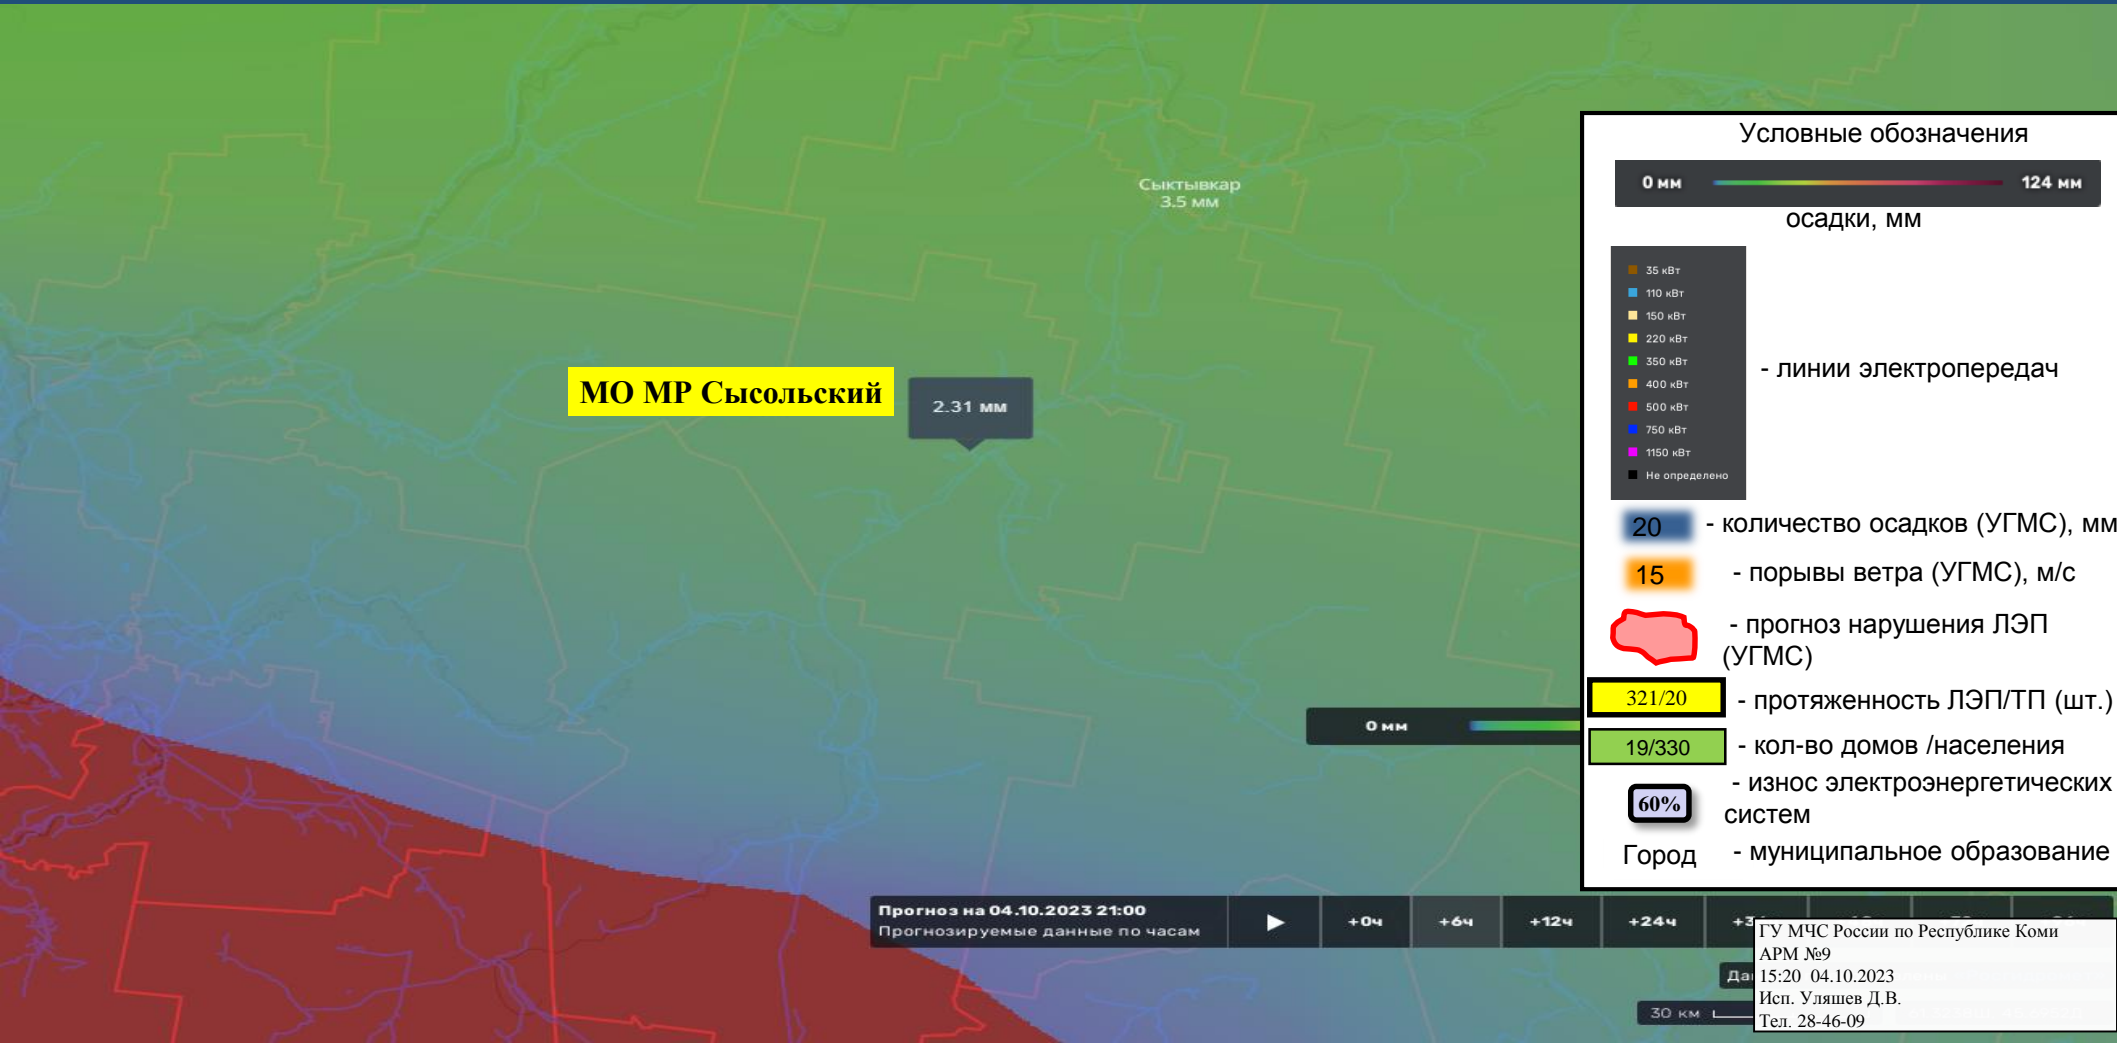 Условные обозначения
0 мм 124 мм
осадки, мм
Сыктывкар
3.5 мм
35 кВт
110 кВт
150 кВт
220 кВт
350 кВт
400 кВт
500 кВт
750 кВт
1150 кВт
Не определено
- линии электропередач
МО МР Сысольский
2.31 мм
20 - количество осадков (УГМС), мм
15 - порывы ветра (УГМС), м/с
- прогноз нарушения ЛЭП
(УГМС)
321/20 - протяженность ЛЭП/ТП (шт.)
0 мм
19/330 - кол-во домов /населения
60% - износ электроэнергетических
систем
Город - муниципальное образование
Прогноз на 04.10.2023 21:00
Прогнозируемые данные по часам
+0ч +6ч +12ч +24ч
ГУ МЧС России по Республике Коми
АРМ №9
15:20 04.10.2023
Исп. Уляшев Д.В.
Тел. 28-46-09
30 км